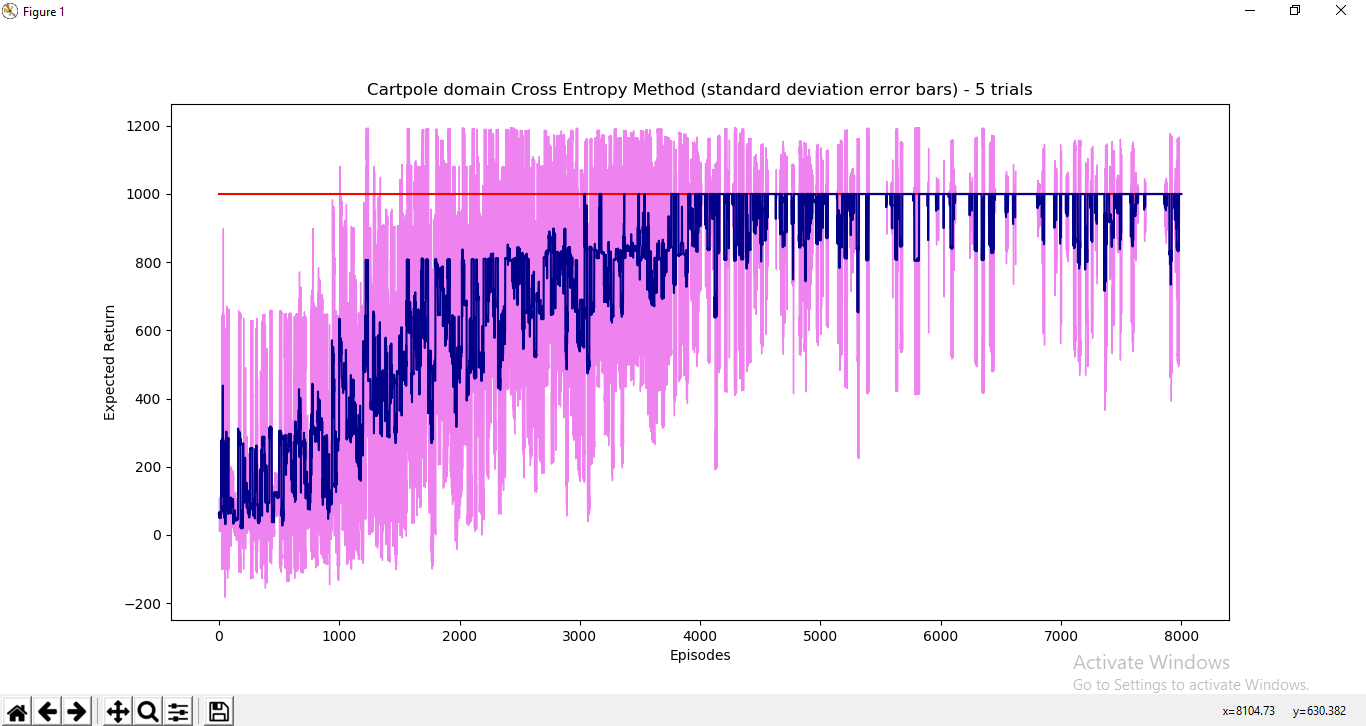 Figure 1
Cartpole domain Cross Entropy Method (standard deviation error bars) - 5 trials
1200
1000
800
600
400
200
0
−200
Expected Return
0 1000 2000 3000 4000 5000 6000 7000 8000
Episodes
Activate Windows
Go to Settings to activate Windows.
x=8104.73 y=630.382